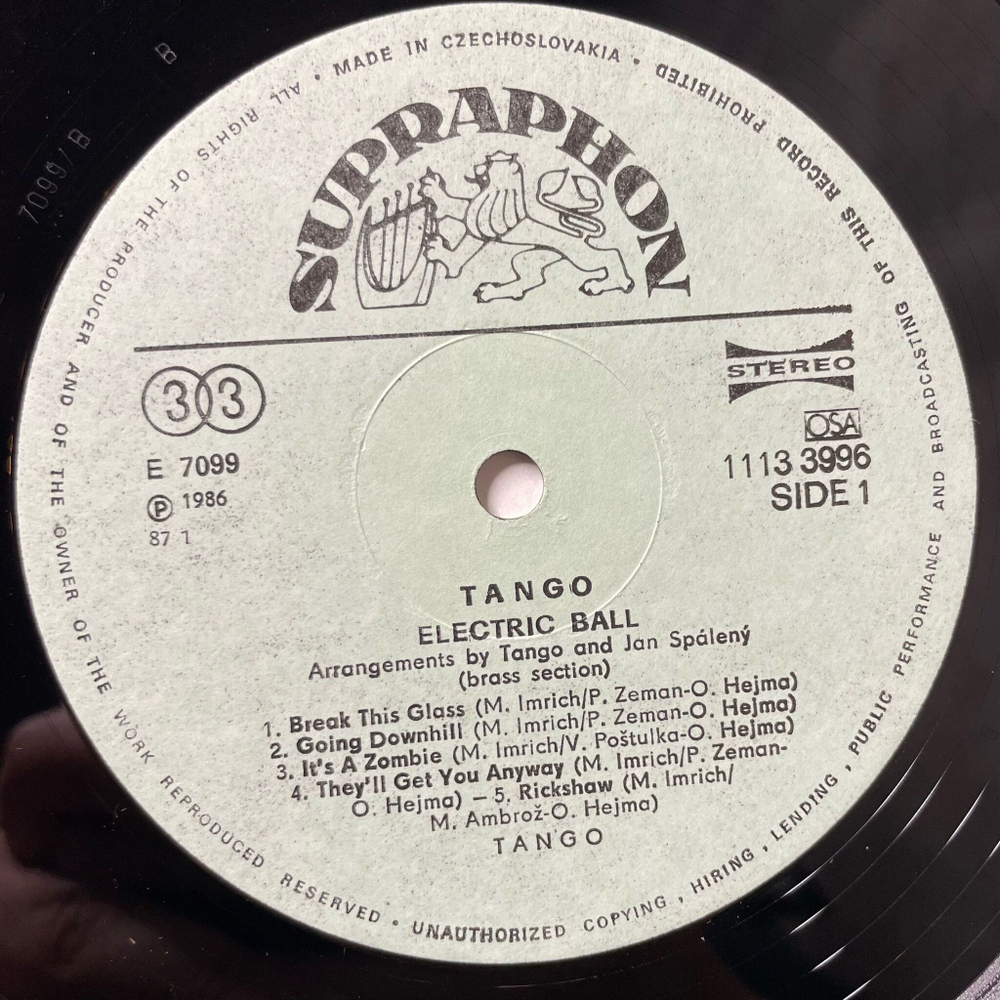 MADE IN CZECHOSLOVAKIA • ALL RIGHTS OF THE PRODUCER AND OF THE OWNER OF THE WORK REPRODUCED RESERVED • UNAUTHORIZED COPYING, HIRING, LENDING, PUBLIC PERFORMANCE AND BROADCASTING OF THIS RECORD PROHIBITED •
B
7099/B
SUPRAPHON
33
STEREO
OSA
E 7099
1113 3996
℗ 1986
SIDE 1
87 1
TANGO
ELECTRIC BALL
Arrangements by Tango and Jan Spálený
(brass section)
1. Break This Glass (M. Imrich/P. Zeman-O. Hejma)
2. Going Downhill (M. Imrich/P. Zeman-O. Hejma)
3. It's A Zombie (M. Imrich/V. Poštulka-O. Hejma)
4. They'll Get You Anyway (M. Imrich/P. Zeman-
O. Hejma) – 5. Rickshaw (M. Imrich/
M. Ambrož-O. Hejma)
TANGO